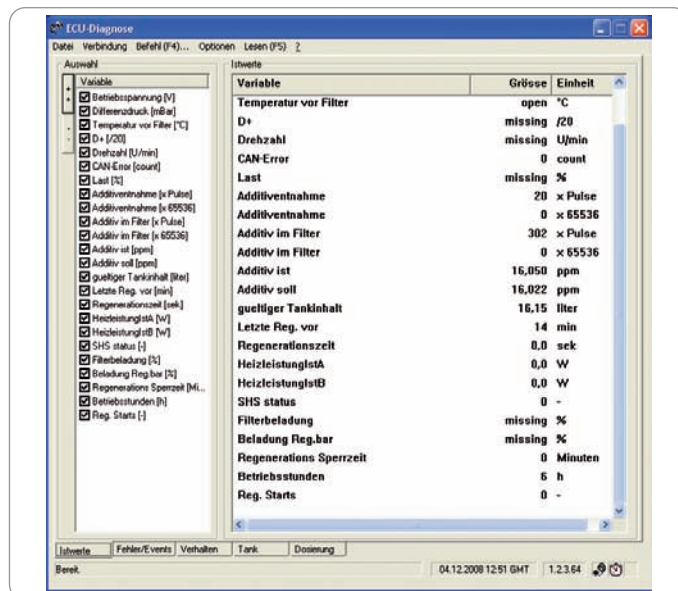 ECU-Diagnose
Datei Verbindung Befehl (F4)... Optionen Lesen (F5) ?
Auswahl
Variable
Betriebsspannung [V]
Differenzdruck [mBar]
Temperatur vor Filter [°C]
D+ [/20]
Drehzahl [U/min]
CAN-Error [count]
Last [%]
Additiventnahme [x Pulse]
Additiventnahme [x 65536]
Additiv im Filter [x Pulse]
Additiv im Filter [x 65536]
Additiv ist [ppm]
Additiv soll [ppm]
gueltiger Tankinhalt [liter]
Letzte Reg. vor [min]
Regenerationszeit [sek]
HeizleistungIstA [W]
HeizleistungIstB [W]
SHS status [-]
Filterbeladung [%]
Beladung Reg.bar [%]
Regenerations Sperrzeit [Mi...
Betriebsstunden [h]
Reg. Starts [-]
Istwerte
Variable Grösse Einheit
Temperatur vor Filter open °C
D+ missing /20
Drehzahl missing U/min
CAN-Error 0 count
Last missing %
Additiventnahme 20 x Pulse
Additiventnahme 0 x 65536
Additiv im Filter 302 x Pulse
Additiv im Filter 0 x 65536
Additiv ist 16,050 ppm
Additiv soll 16,022 ppm
gueltiger Tankinhalt 16,15 liter
Letzte Reg. vor 14 min
Regenerationszeit 0,0 sek
HeizleistungIstA 0,0 W
HeizleistungIstB 0,0 W
SHS status 0 -
Filterbeladung missing %
Beladung Reg.bar missing %
Regenerations Sperrzeit 0 Minuten
Betriebsstunden 6 h
Reg. Starts 0 -
Istwerte Fehler/Events Verhalten Tank Dosierung
Bereit. 04.12.2008 12:51 GMT 1.2.3.64